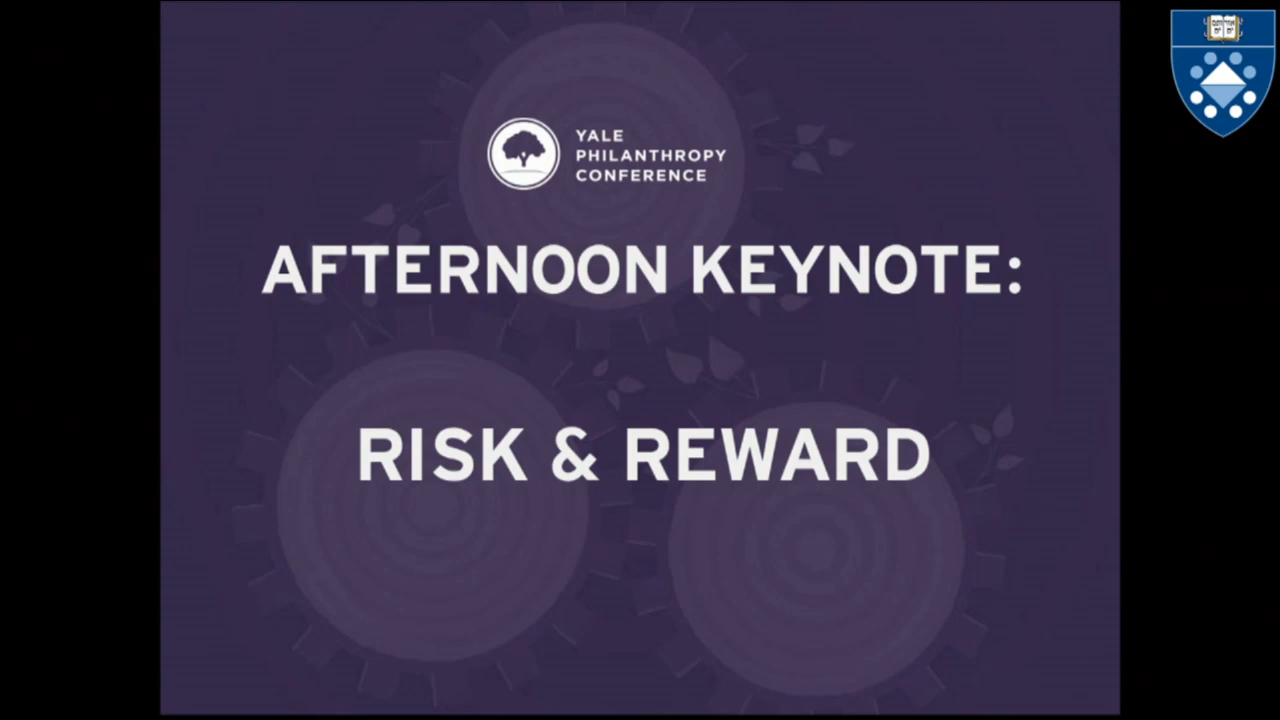 YALE
PHILANTHROPY
CONFERENCE
AFTERNOON KEYNOTE:
RISK & REWARD